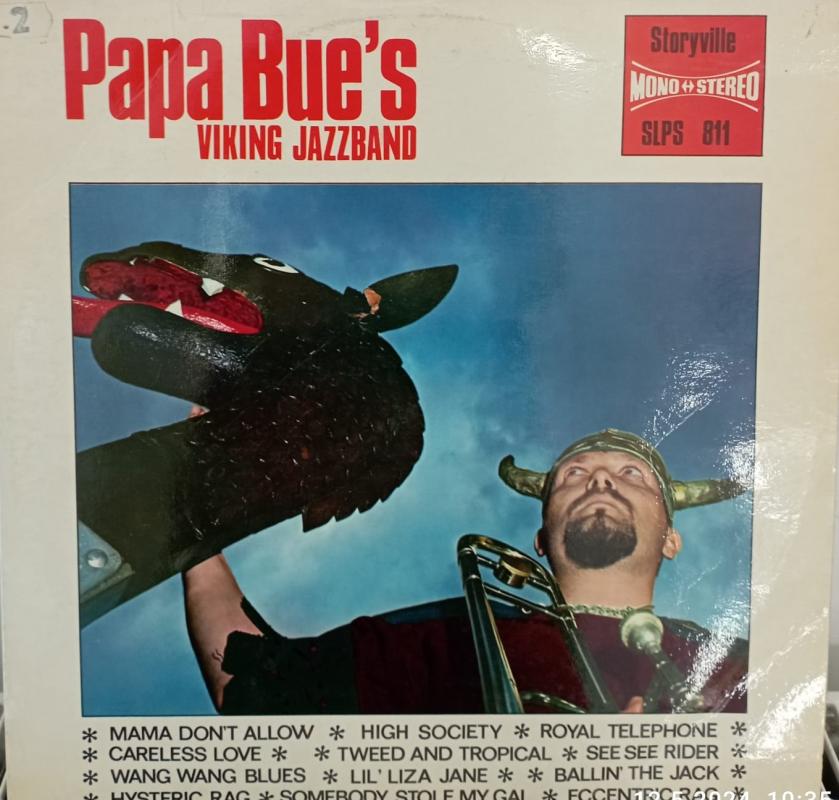 .2
Papa Bue's
VIKING JAZZBAND
Storyville
MONO ↔ STEREO
SLPS 811
* MAMA DON'T ALLOW * HIGH SOCIETY * ROYAL TELEPHONE *
* CARELESS LOVE * * TWEED AND TROPICAL * SEE SEE RIDER
* WANG WANG BLUES * LIL' LIZA JANE * * BALLIN' THE JACK *
* HYSTERIC RAG * SOMEBODY STOLE MY GAL * ECCENTRIC RAG *